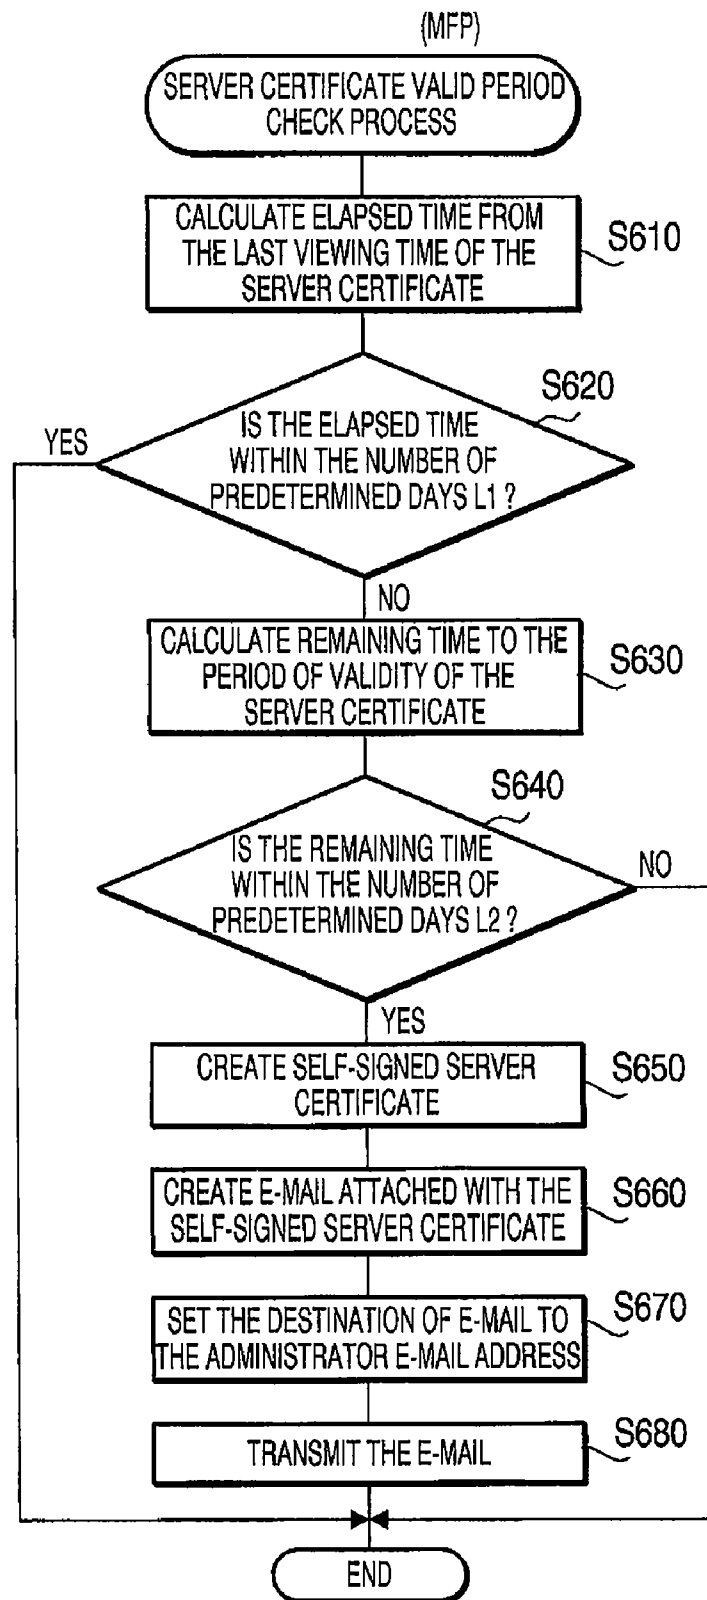 (MFP)
SERVER CERTIFICATE VALID PERIOD
CHECK PROCESS
CALCULATE ELAPSED TIME FROM
THE LAST VIEWING TIME OF THE
SERVER CERTIFICATE
S610
S620
IS THE ELAPSED TIME
WITHIN THE NUMBER OF
PREDETERMINED DAYS L1 ?
YES
NO
CALCULATE REMAINING TIME TO THE
PERIOD OF VALIDITY OF THE
SERVER CERTIFICATE
S630
S640
IS THE REMAINING TIME
WITHIN THE NUMBER OF
PREDETERMINED DAYS L2 ?
NO
YES
CREATE SELF-SIGNED SERVER
CERTIFICATE
S650
CREATE E-MAIL ATTACHED WITH THE
SELF-SIGNED SERVER CERTIFICATE
S660
SET THE DESTINATION OF E-MAIL TO
THE ADMINISTRATOR E-MAIL ADDRESS
S670
TRANSMIT THE E-MAIL
S680
END